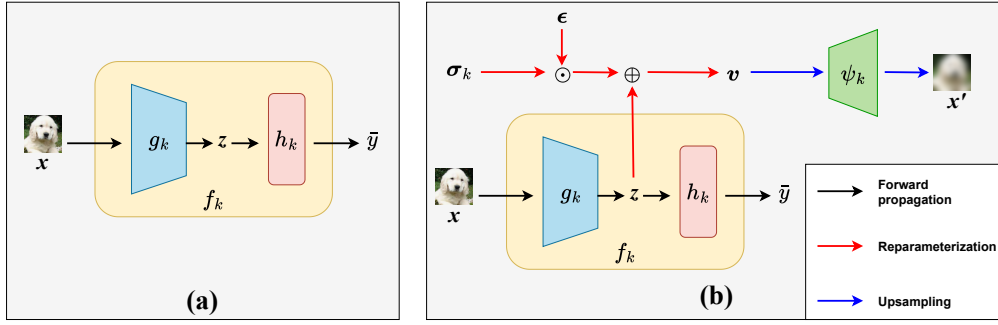 x
g_k
z
h_k
ȳ
f_k
(a)
ϵ
σ_k
⊙
⊕
v
ψ_k
x'
x
g_k
z
h_k
ȳ
f_k
(b)
Forward
propagation
Reparameterization
Upsampling